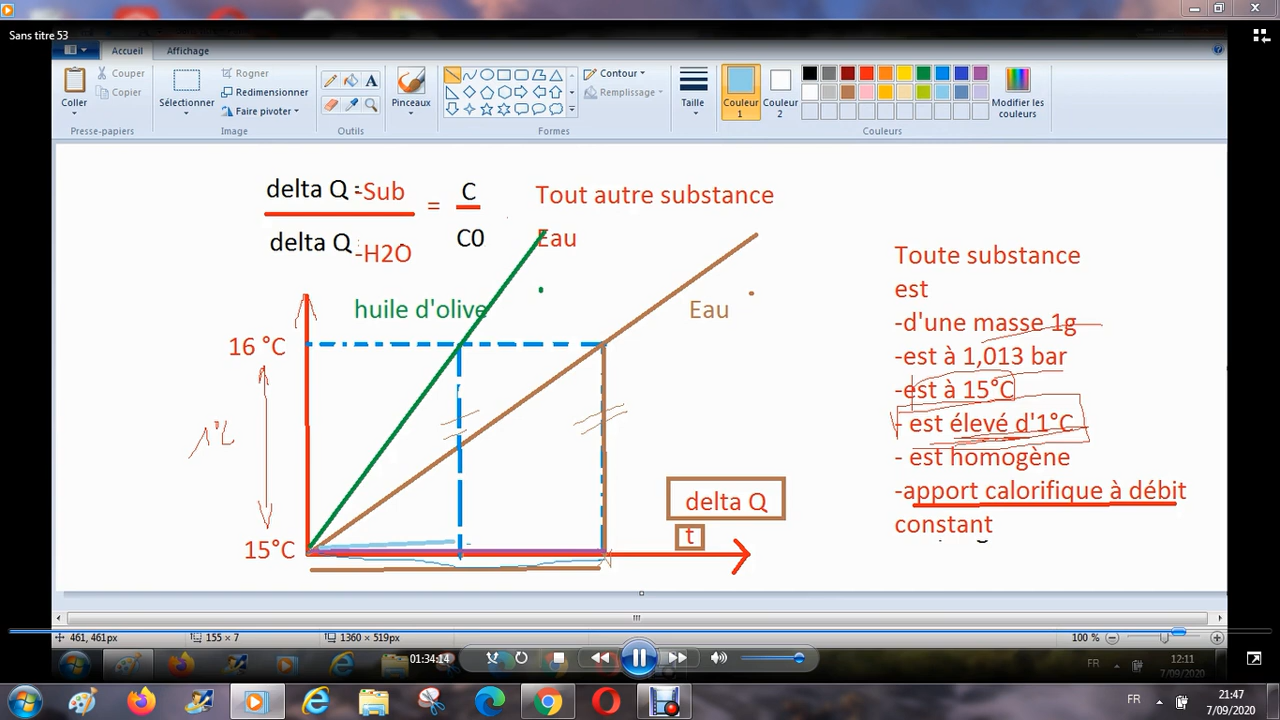 Sans titre 53
Accueil
Affichage
Coller
Couper
Copier
Presse-papiers
Sélectionner
Rogner
Redimensionner
Faire pivoter
Image
A
Outils
Pinceaux
Contour
Remplissage
Formes
Taille
Couleur 1
Couleur 2
Modifier les couleurs
Couleurs
delta Q -Sub
=
C
Tout autre substance
delta Q -H2O
C0
Eau
huile d'olive
Eau
16 °C
15°C
delta Q
t
Toute substance
est
-d'une masse 1g
-est à 1,013 bar
-est à 15°C
- est élevé d'1°C
- est homogène
-apport calorifique à débit
constant
461, 461px
155 × 7
1360 × 519px
100 %
01:34:14
FR
12:11
7/09/2020
FR
21:47
7/09/2020